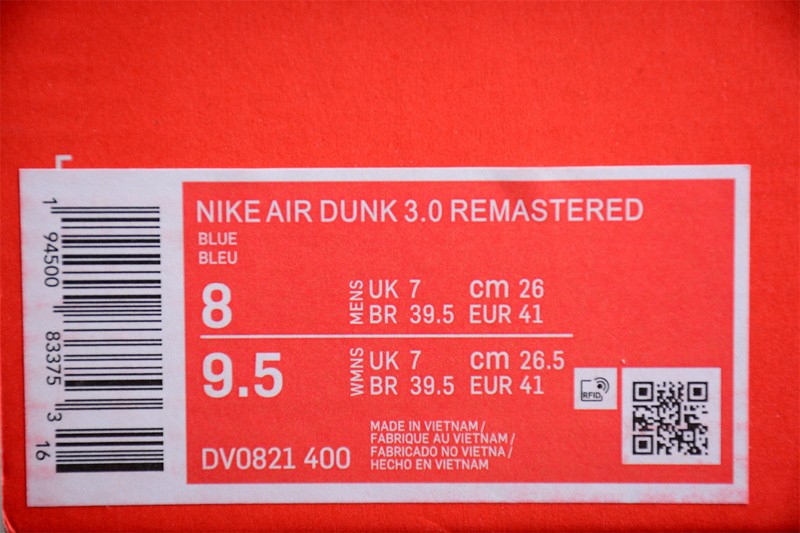 NIKE AIR DUNK 3.0 REMASTERED
BLUE
BLEU
8
MENS
UK 7 cm 26
BR 39.5 EUR 41
9.5
WMNS
UK 7 cm 26.5
BR 39.5 EUR 41
RFID
DV0821 400
MADE IN VIETNAM /
FABRIQUE AU VIETNAM /
FABRICADO NO VIETNA /
HECHO EN VIETNAM
1 94500 83375 3 16